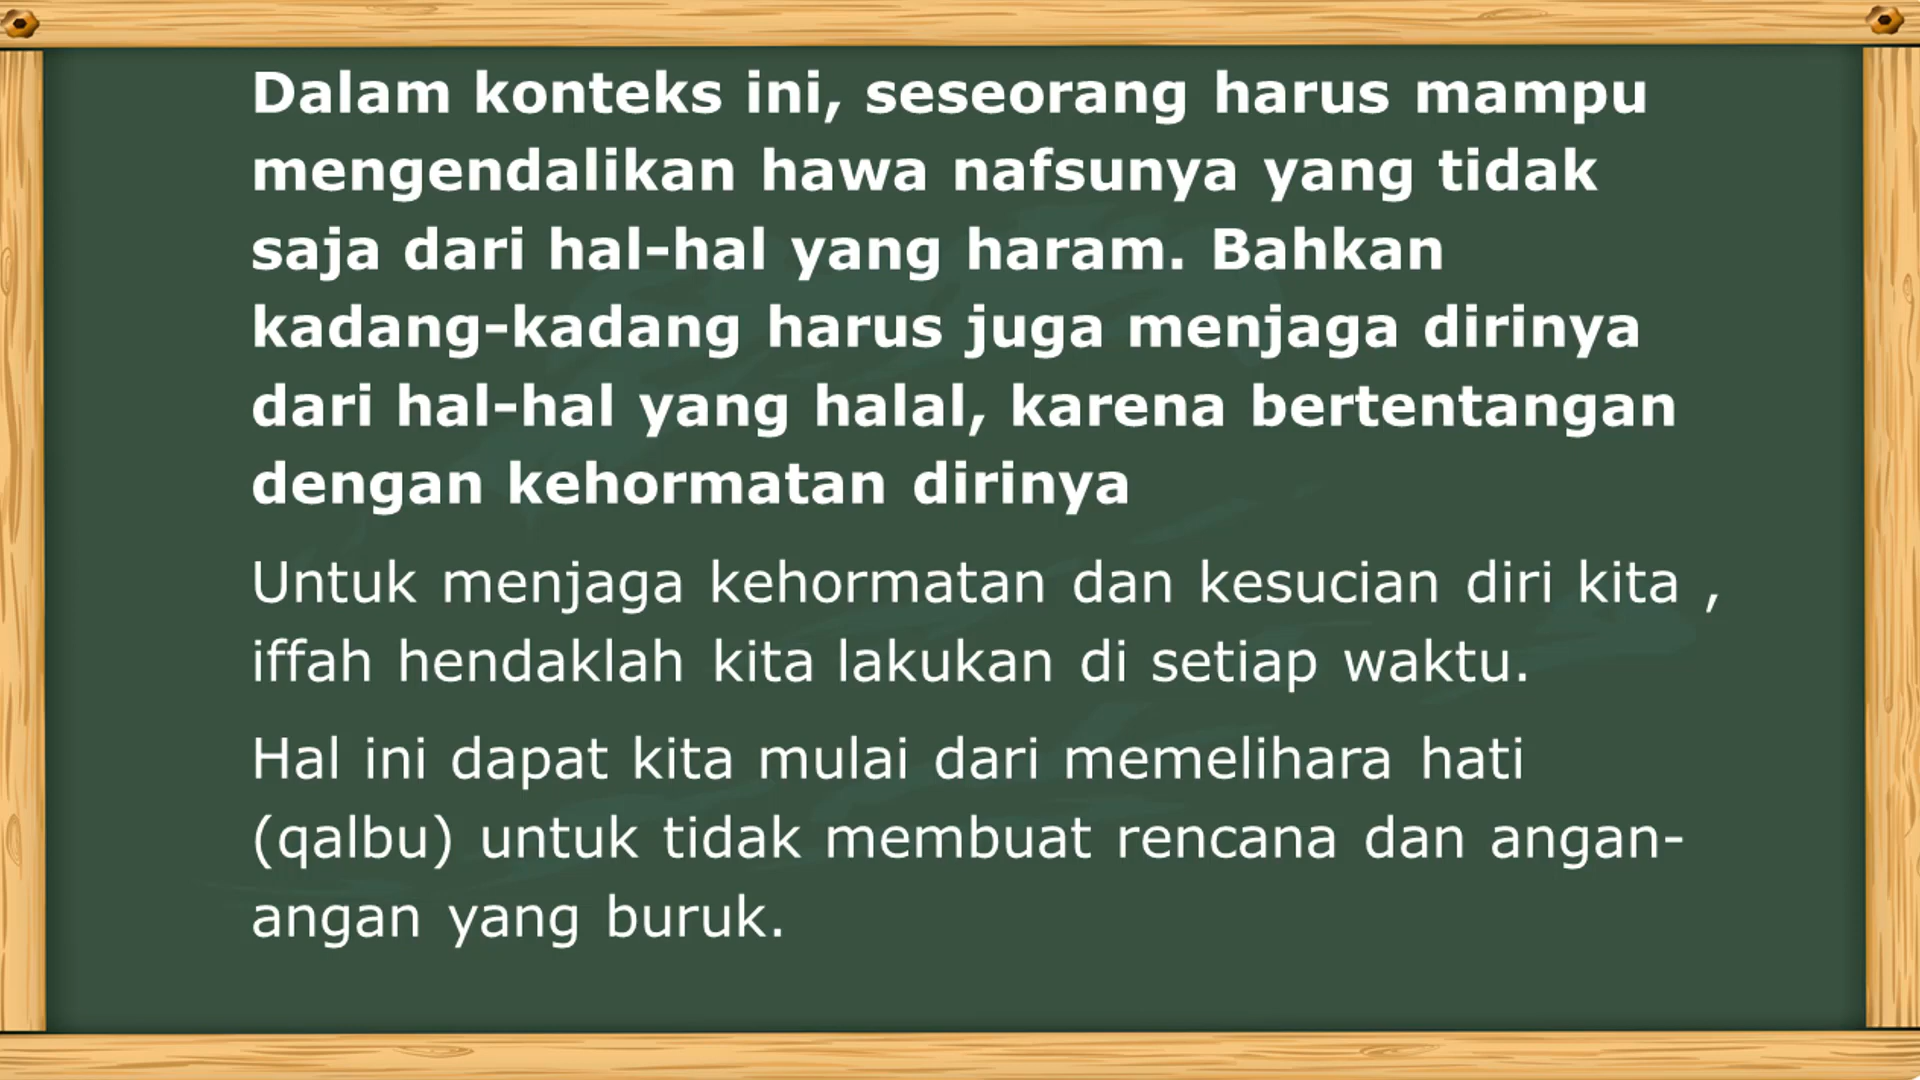 Dalam konteks ini, seseorang harus mampu
mengendalikan hawa nafsunya yang tidak
saja dari hal-hal yang haram. Bahkan
kadang-kadang harus juga menjaga dirinya
dari hal-hal yang halal, karena bertentangan
dengan kehormatan dirinya
Untuk menjaga kehormatan dan kesucian diri kita ,
iffah hendaklah kita lakukan di setiap waktu.
Hal ini dapat kita mulai dari memelihara hati
(qalbu) untuk tidak membuat rencana dan angan-
angan yang buruk.